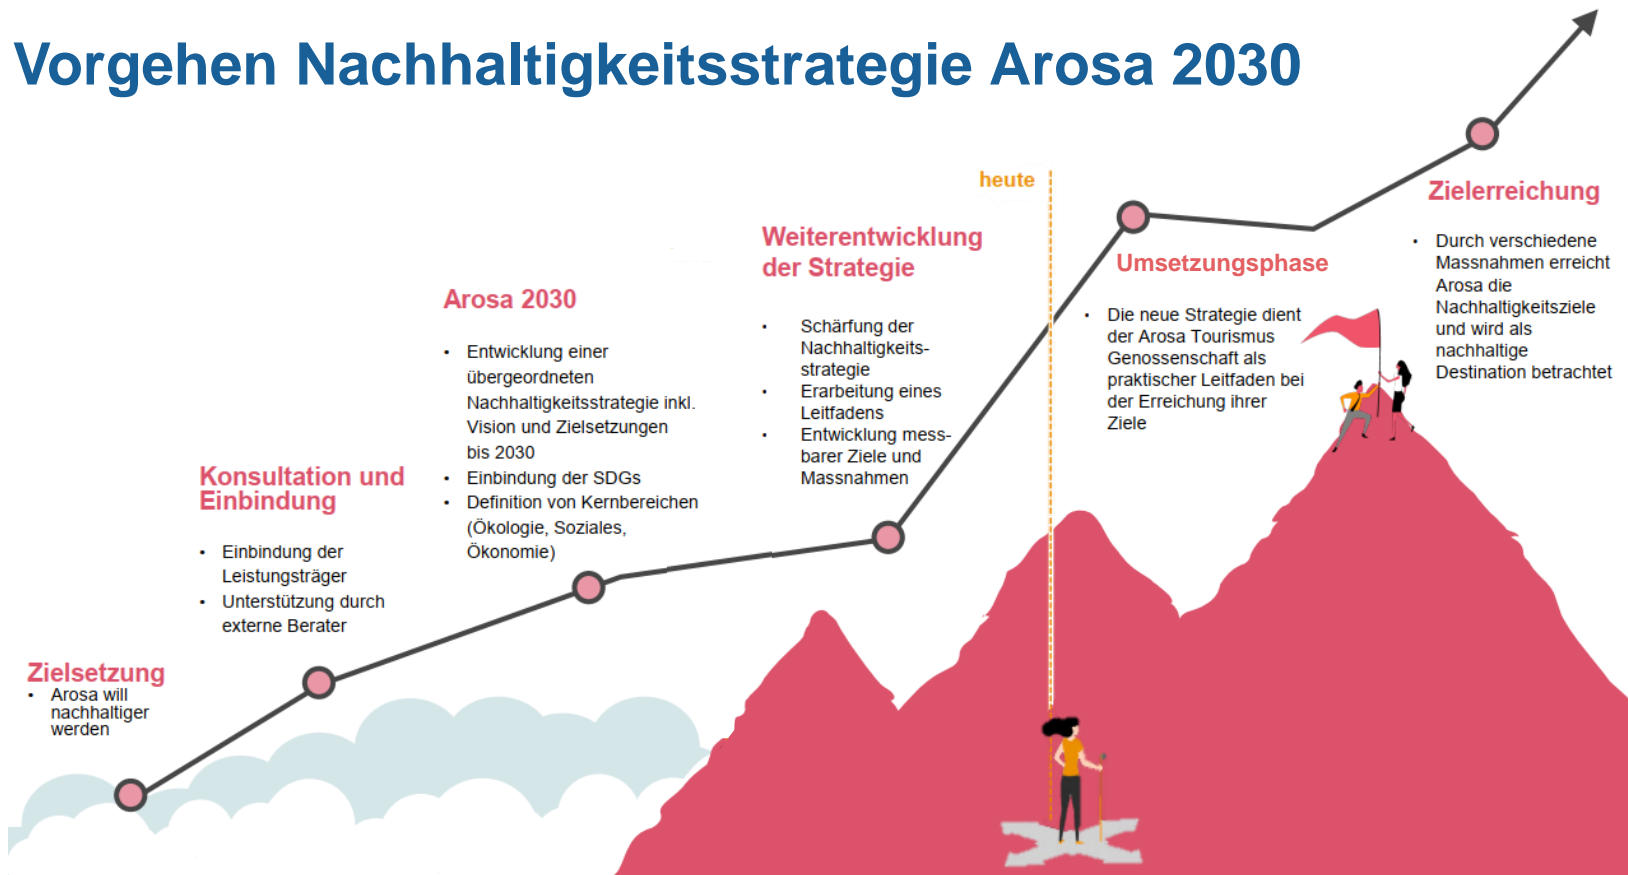 Vorgehen Nachhaltigkeitsstrategie Arosa 2030
Zielsetzung
• Arosa will
nachhaltiger
werden
Konsultation und
Einbindung
• Einbindung der
Leistungsträger
• Unterstützung durch
externe Berater
Arosa 2030
• Entwicklung einer
übergeordneten
Nachhaltigkeitsstrategie inkl.
Vision und Zielsetzungen
bis 2030
• Einbindung der SDGs
• Definition von Kernbereichen
(Ökologie, Soziales,
Ökonomie)
Weiterentwicklung
der Strategie
• Schärfung der
Nachhaltigkeits-
strategie
• Erarbeitung eines
Leitfadens
• Entwicklung mess-
barer Ziele und
Massnahmen
heute
Umsetzungsphase
• Die neue Strategie dient
der Arosa Tourismus
Genossenschaft als
praktischer Leitfaden bei
der Erreichung ihrer
Ziele
Zielerreichung
• Durch verschiedene
Massnahmen erreicht
Arosa die
Nachhaltigkeitsziele
und wird als
nachhaltige
Destination betrachtet